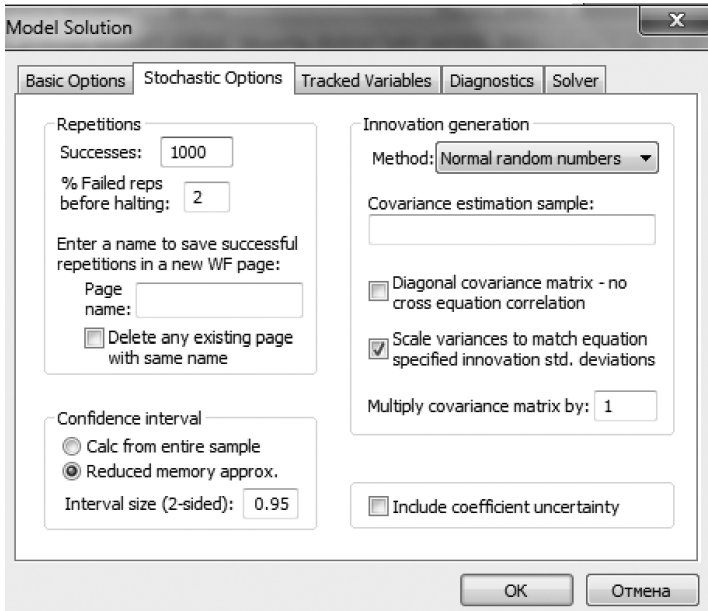 Model Solution
x
Basic Options
Stochastic Options
Tracked Variables
Diagnostics
Solver
Repetitions
Successes: 1000
% Failed reps
before halting: 2
Enter a name to save successful
repetitions in a new WF page:
Page
name:
Delete any existing page
with same name
Confidence interval
Calc from entire sample
Reduced memory approx.
Interval size (2-sided): 0.95
Innovation generation
Method: Normal random numbers
Covariance estimation sample:
Diagonal covariance matrix - no
cross equation correlation
Scale variances to match equation
specified innovation std. deviations
Multiply covariance matrix by: 1
Include coefficient uncertainty
OK
Отмена